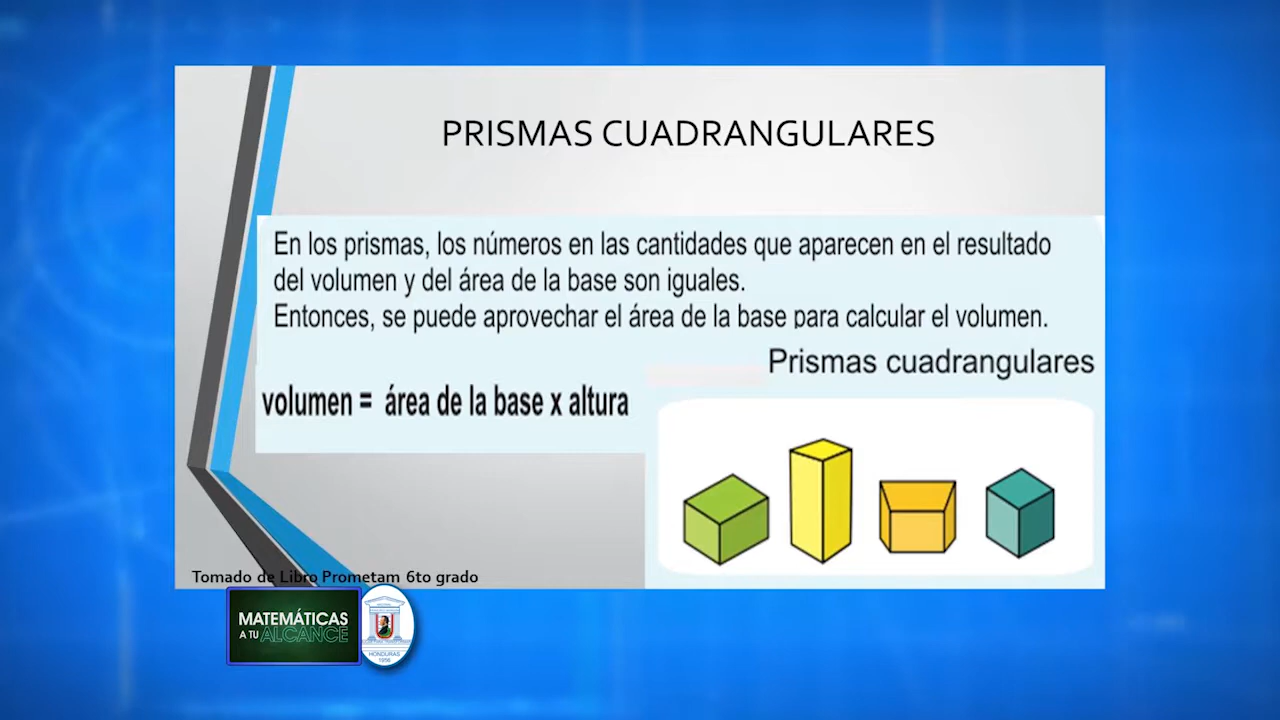 PRISMAS CUADRANGULARES
En los prismas, los números en las cantidades que aparecen en el resultado
del volumen y del área de la base son iguales.
Entonces, se puede aprovechar el área de la base para calcular el volumen.
Prismas cuadrangulares
volumen = área de la base x altura
Tomado de Libro Prometam 6to grado
MATEMÁTICAS
A TU ALCANCE
HONDURAS
1956